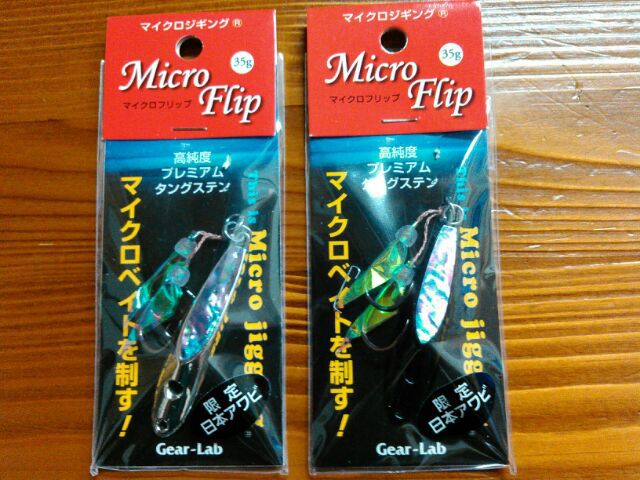 マイクロジギング®
Micro
35g
マイクロフリップ
Flip
高純度
プレミアム
タングステン
マイクロベイトを制す!
This is Micro jigg
限定
日本アワビ
Gear-Lab
マイクロジギング®
Micro
35g
マイクロフリップ
Flip
高純度
プレミアム
タングステン
マイクロベイトを制す!
This is Micro jigg
限定
日本アワビ
Gear-Lab